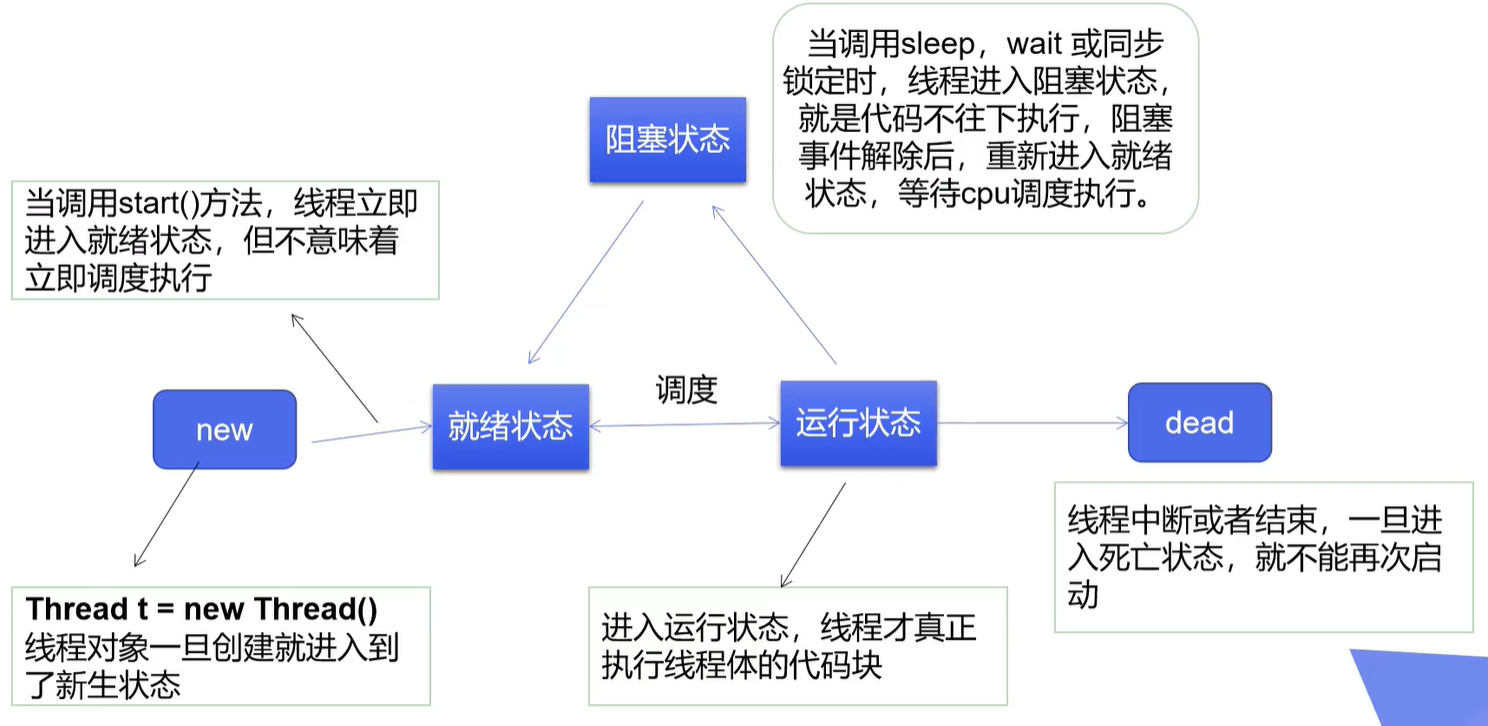 当调用sleep，wait 或同步
锁定时，线程进入阻塞状态，
就是代码不往下执行，阻塞
事件解除后，重新进入就绪
状态，等待cpu调度执行。
阻塞状态
当调用start()方法，线程立即
进入就绪状态，但不意味着
立即调度执行
new
就绪状态
调度
运行状态
dead
Thread t = new Thread()
线程对象一旦创建就进入到
了新生状态
进入运行状态，线程才真正
执行线程体的代码块
线程中断或者结束，一旦进
入死亡状态，就不能再次启
动